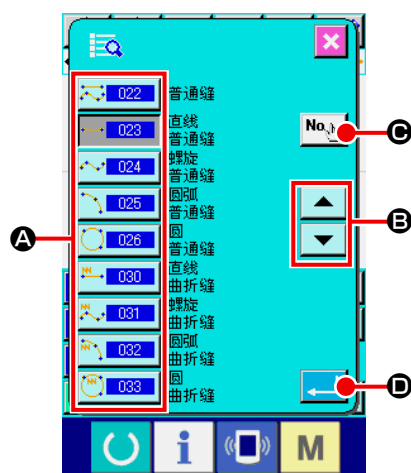 022 普通缝
023 直线
普通缝
No.
C
024 螺旋
普通缝
025 圆弧
普通缝
B
A
026 圆
普通缝
030 直线
曲折缝
031 螺旋
曲折缝
032 圆弧
曲折缝
033 圆
曲折缝
D
i
M